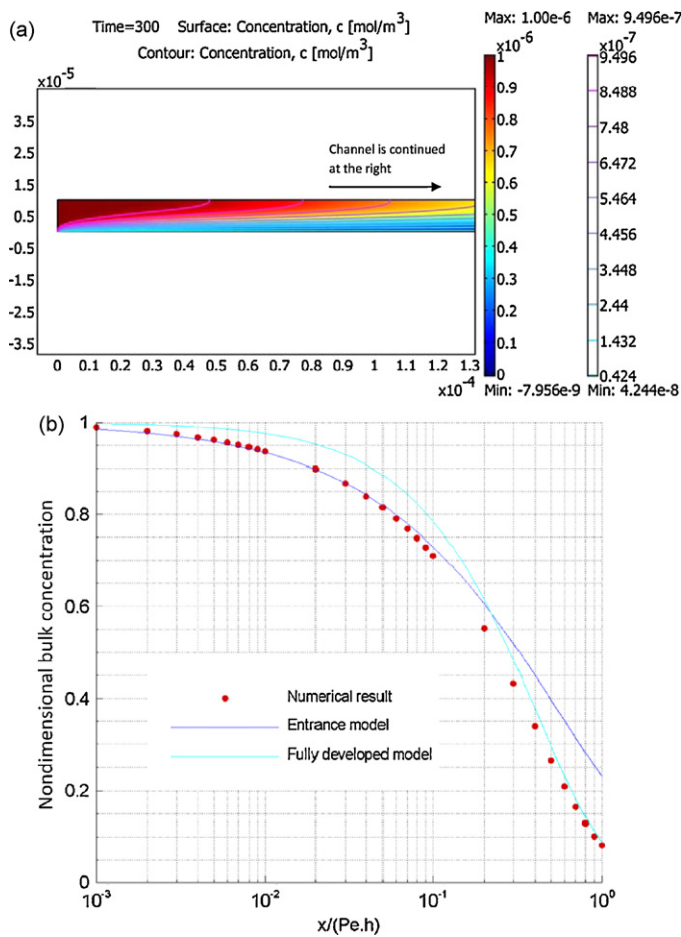 (a)
Time=300 Surface: Concentration, c [mol/m³]
Contour: Concentration, c [mol/m³]
Max: 1.00e-6
Max: 9.496e-7
x10⁻⁵
x10⁻⁶
x10⁻⁷
3.5
2.5
1.5
0.5
-0.5
-1.5
-2.5
-3.5
Channel is continued
at the right
0 0.1 0.2 0.3 0.4 0.5 0.6 0.7 0.8 0.9 1 1.1 1.2 1.3
x10⁻⁴
1
0.9
0.8
0.7
0.6
0.5
0.4
0.3
0.2
0.1
0
Min: -7.956e-9
9.496
8.488
7.48
6.472
5.464
4.456
3.448
2.44
1.432
0.424
Min: 4.244e-8
(b)
Nondimensional bulk concentration
1
0.8
0.6
0.4
0.2
0
Numerical result
Entrance model
Fully developed model
10⁻³ 10⁻² 10⁻¹ 10⁰
x/(Pe.h)